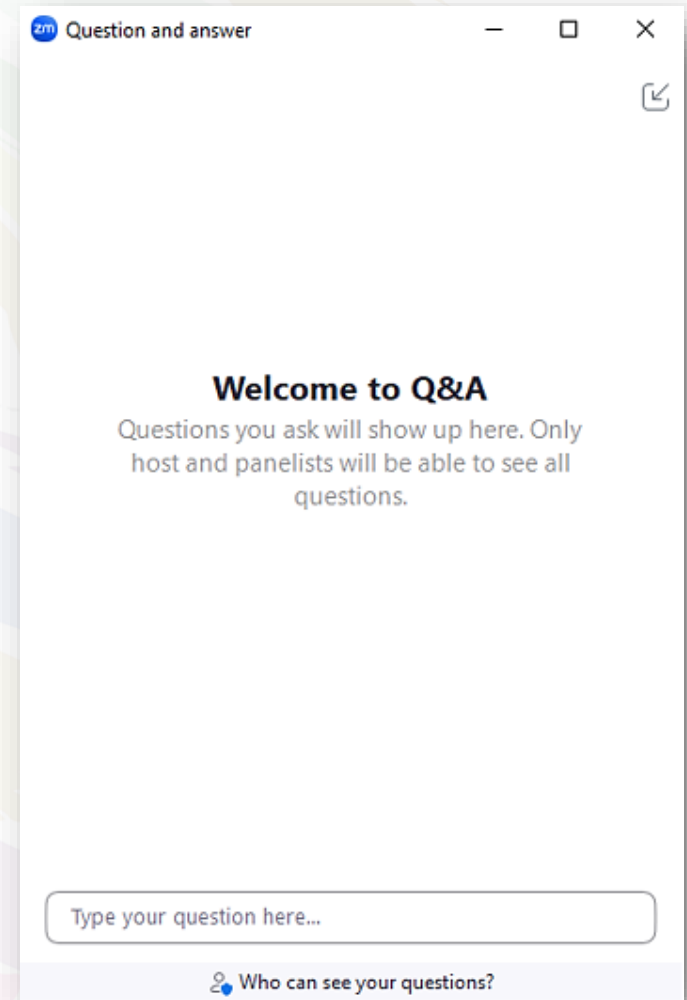 zm Question and answer
Welcome to Q&A
Questions you ask will show up here. Only
host and panelists will be able to see all
questions.
Type your question here...
Who can see your questions?